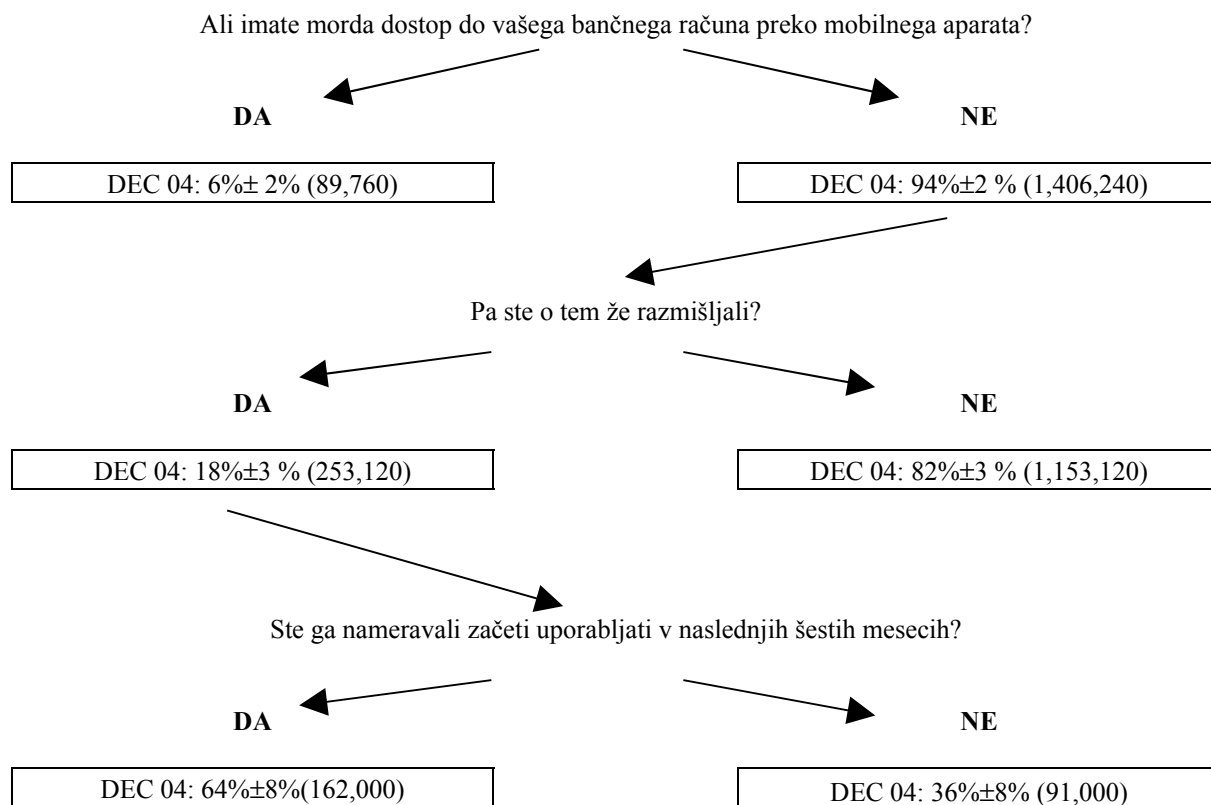 Ali imate morda dostop do vašega bančnega računa preko mobilnega aparata?
DA
NE
DEC 04: 6%± 2% (89,760)
DEC 04: 94%±2 % (1,406,240)
Pa ste o tem že razmišljali?
DA
NE
DEC 04: 18%±3 % (253,120)
DEC 04: 82%±3 % (1,153,120)
Ste ga nameravali začeti uporabljati v naslednjih šestih mesecih?
DA
NE
DEC 04: 64%±8%(162,000)
DEC 04: 36%±8% (91,000)